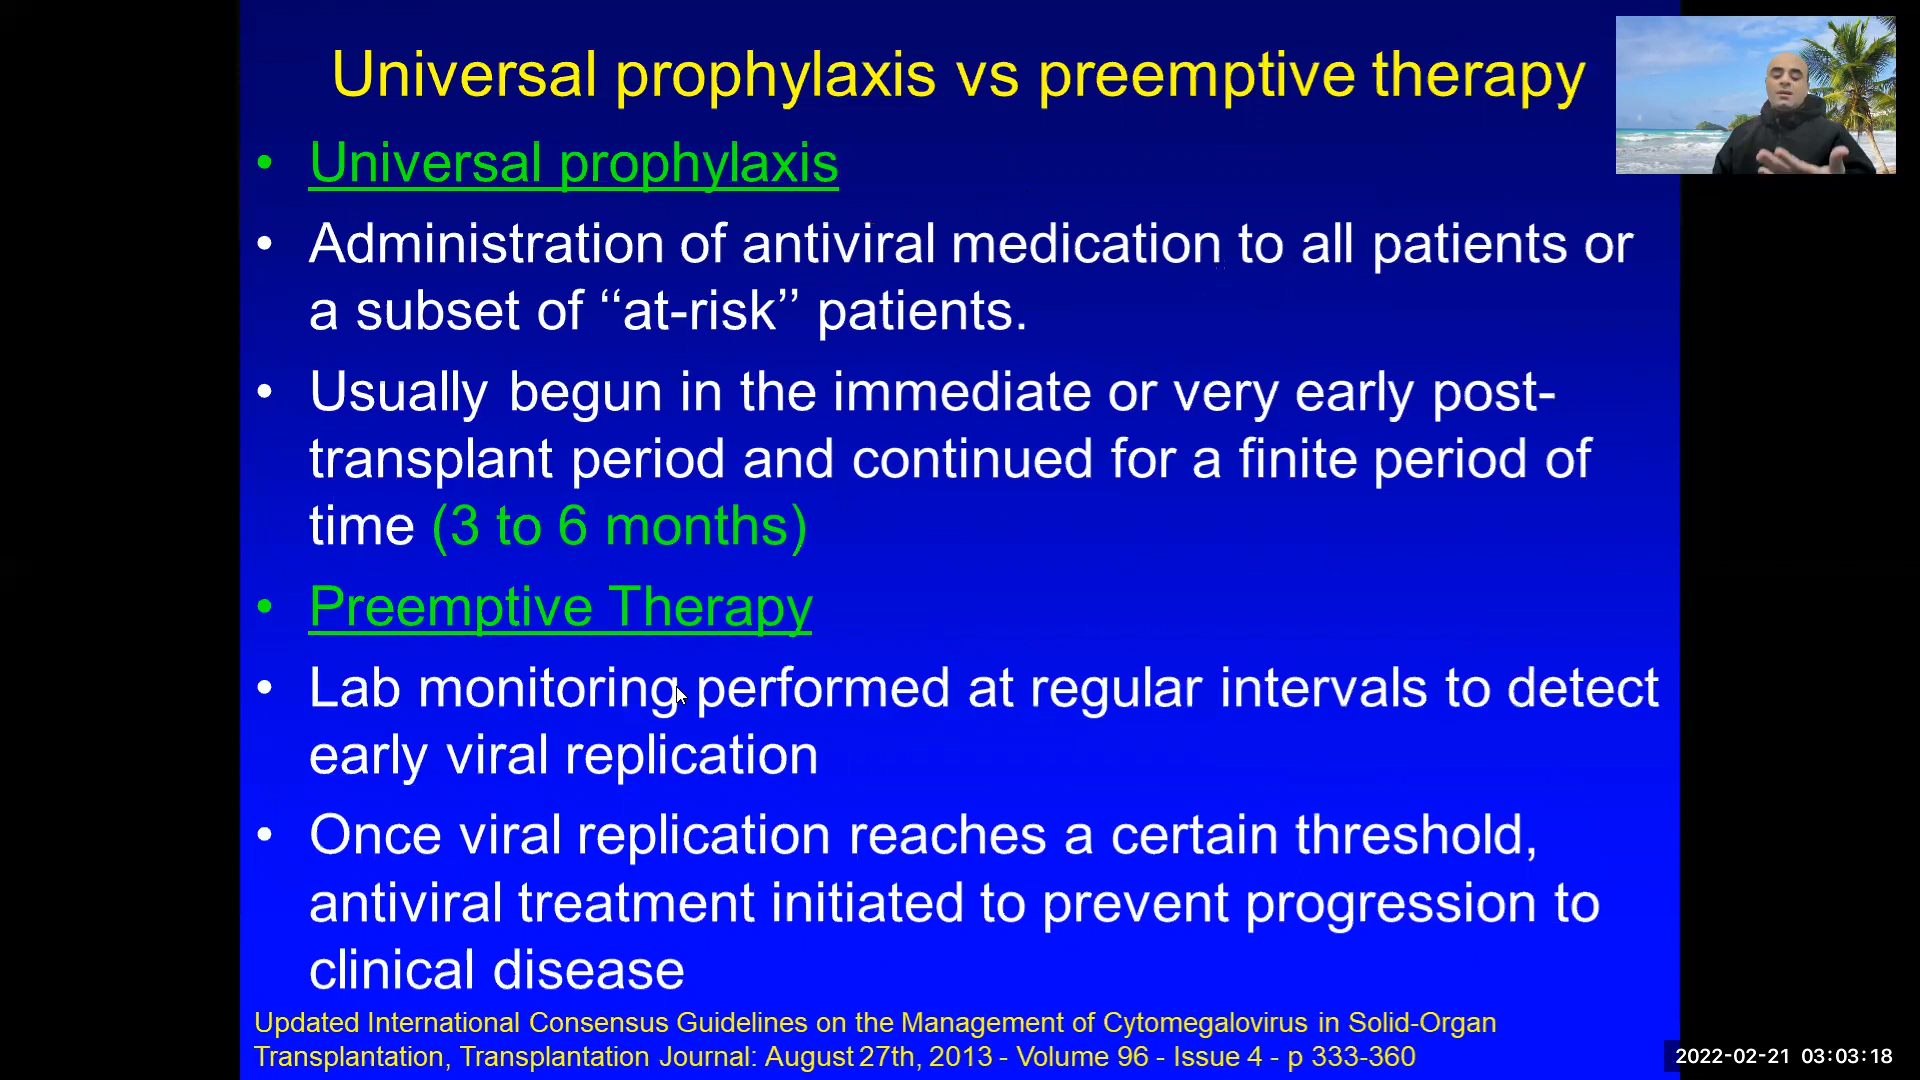 Universal prophylaxis vs preemptive therapy
• Universal prophylaxis
• Administration of antiviral medication to all patients or
a subset of ‘‘at-risk’’ patients.
• Usually begun in the immediate or very early post-
transplant period and continued for a finite period of
time (3 to 6 months)
• Preemptive Therapy
• Lab monitoring performed at regular intervals to detect
early viral replication
• Once viral replication reaches a certain threshold,
antiviral treatment initiated to prevent progression to
clinical disease
Updated International Consensus Guidelines on the Management of Cytomegalovirus in Solid-Organ
Transplantation, Transplantation Journal: August 27th, 2013 - Volume 96 - Issue 4 - p 333-360
2022-02-21 03:03:18